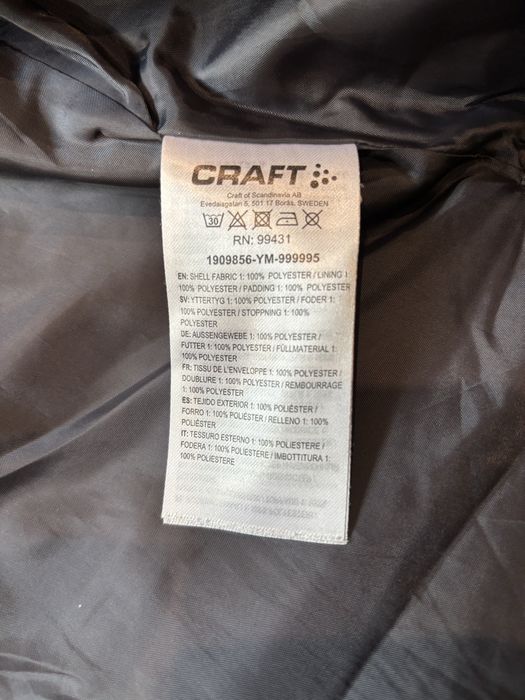 CRAFT
Craft of Scandinavia AB
Evedalsgatan 5, 501 17 Borås, SWEDEN
30
RN: 99431
1909856-YM-999995
EN: SHELL FABRIC 1: 100% POLYESTER / LINING 1:
100% POLYESTER / PADDING 1: 100% POLYESTER
SV: YTTERTYG 1: 100% POLYESTER / FODER 1:
100% POLYESTER / STOPPNING 1: 100%
POLYESTER
DE: AUSSENGEWEBE 1: 100% POLYESTER /
FUTTER 1: 100% POLYESTER / FÜLLMATERIAL 1:
100% POLYESTER
FR: TISSU DE L'ENVELOPPE 1: 100% POLYESTER /
DOUBLURE 1: 100% POLYESTER / REMBOURRAGE
1: 100% POLYESTER
ES: TEJIDO EXTERIOR 1: 100% POLIÉSTER /
FORRO 1: 100% POLIÉSTER / RELLENO 1: 100%
POLIÉSTER
IT: TESSURO ESTERNO 1: 100% POLIESTERE /
FODERA 1: 100% POLIESTERE / IMBOTTITURA 1:
100% POLIESTERE